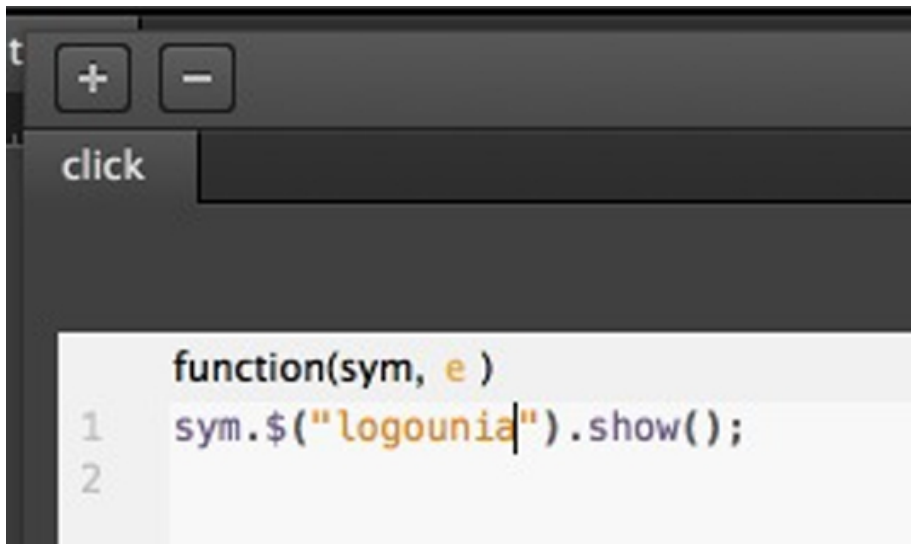 t
+ −
click
function(sym, e )
1 sym.$("logounia").show();
2